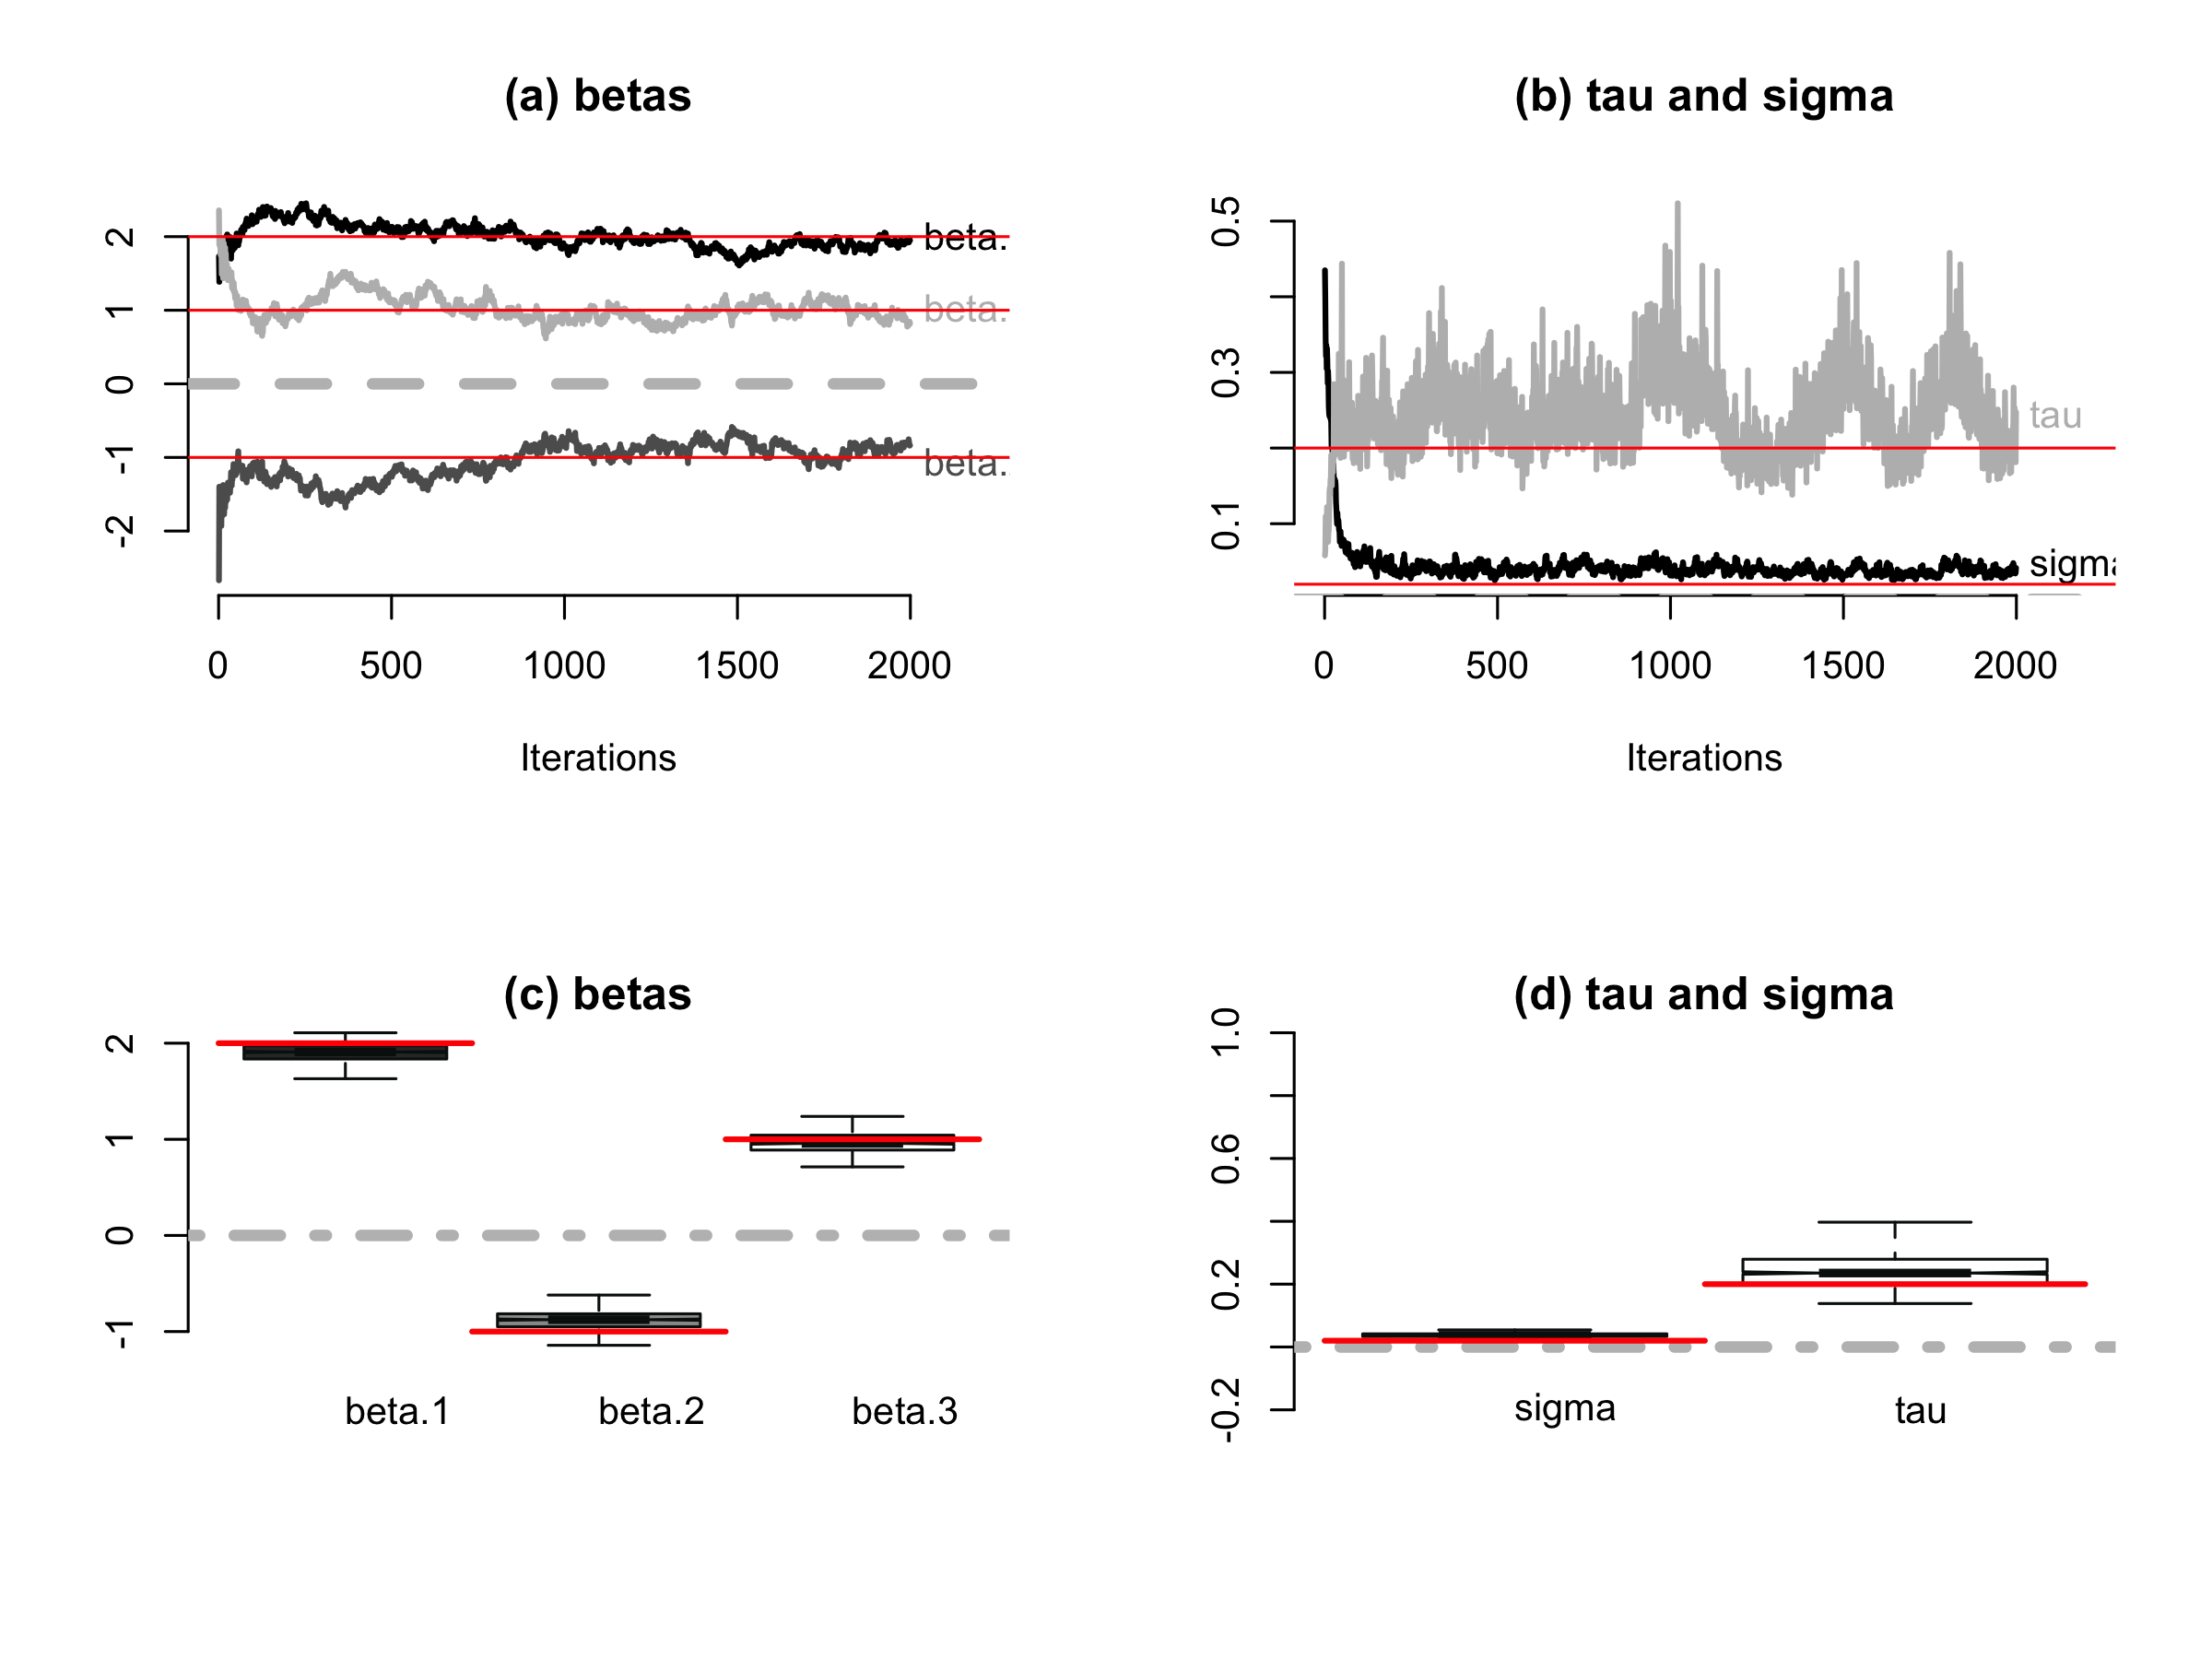 (a) betas
2
1
0
-1
-2
beta.
beta.
beta.
0 500 1000 1500 2000
Iterations
(b) tau and sigma
0.5
0.3
0.1
tau
sigma
0 500 1000 1500 2000
Iterations
(c) betas
2
1
0
-1
beta.1 beta.2 beta.3
(d) tau and sigma
1.0
0.6
0.2
-0.2
sigma tau